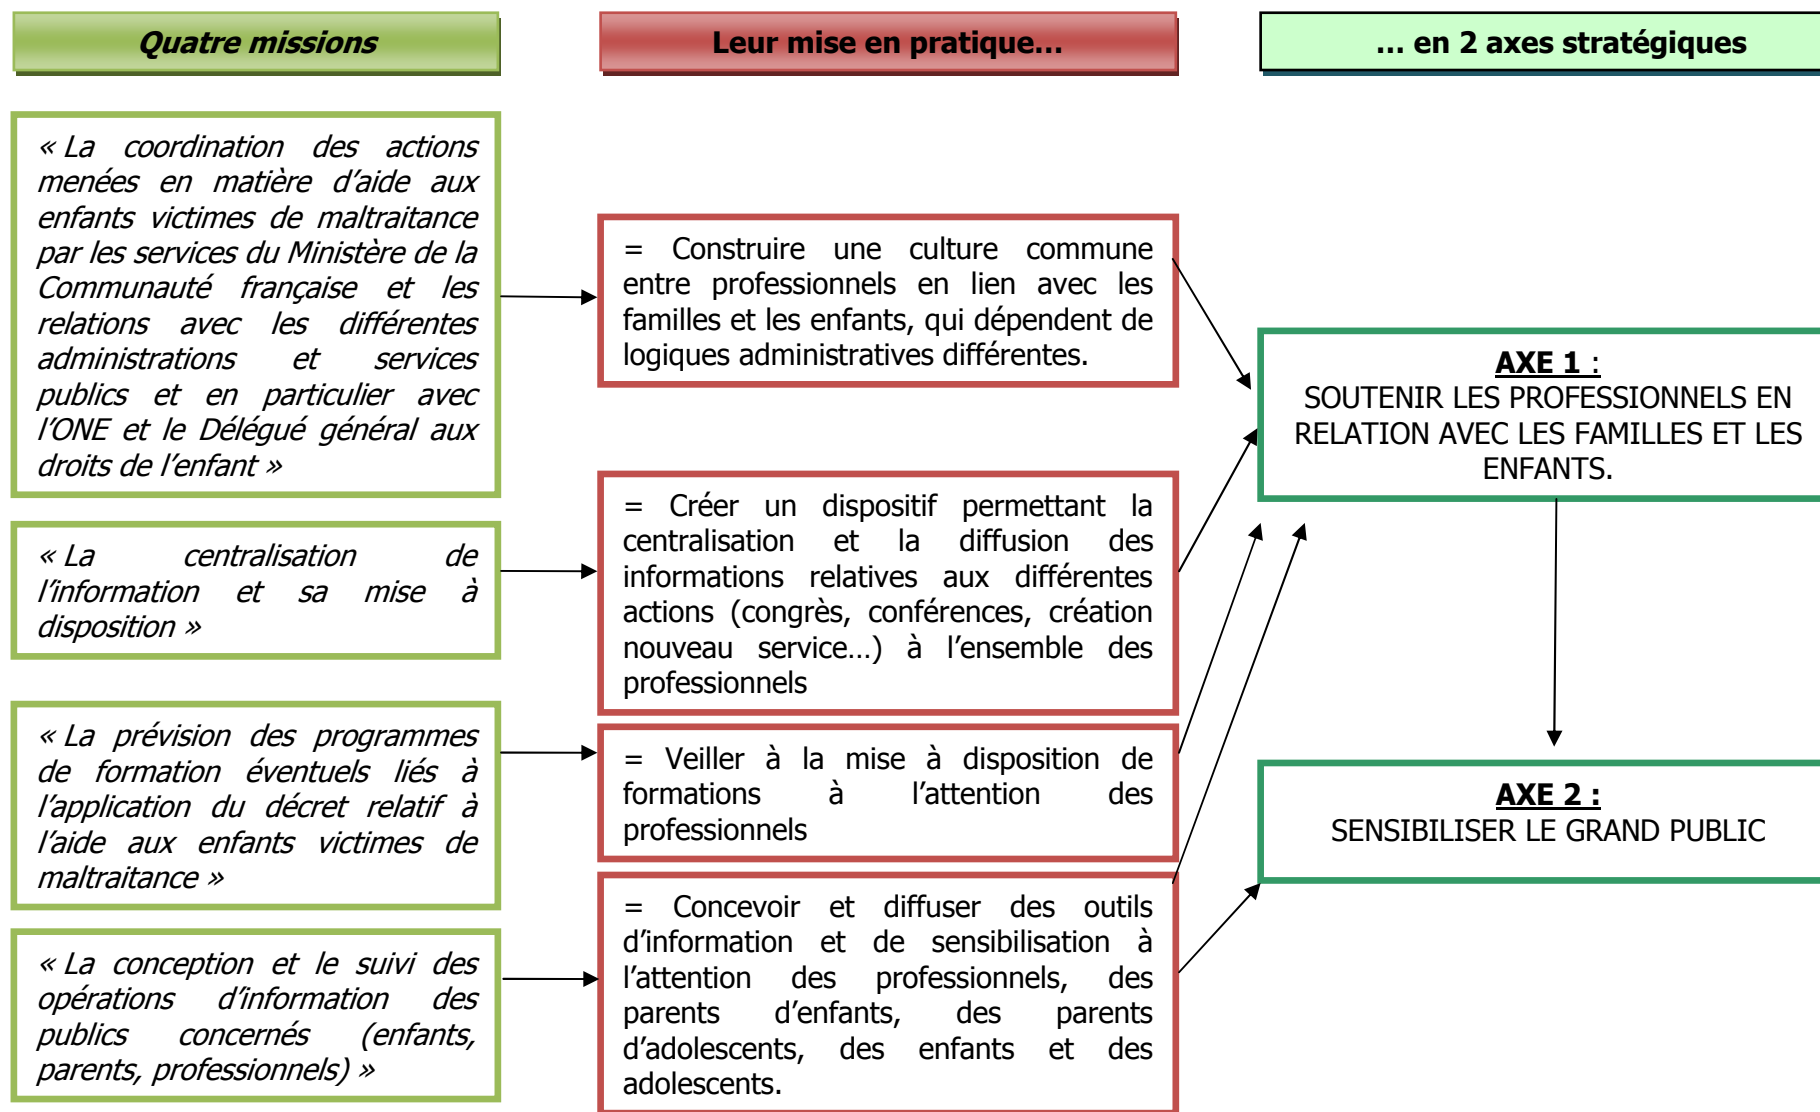 Quatre missions
Leur mise en pratique…
… en 2 axes stratégiques
« La coordination des actions
menées en matière d’aide aux
enfants victimes de maltraitance
par les services du Ministère de la
Communauté française et les
relations avec les différentes
administrations et services
publics et en particulier avec
l’ONE et le Délégué général aux
droits de l’enfant »
« La centralisation de
l’information et sa mise à
disposition »
« La prévision des programmes
de formation éventuels liés à
l’application du décret relatif à
l’aide aux enfants victimes de
maltraitance »
« La conception et le suivi des
opérations d’information des
publics concernés (enfants,
parents, professionnels) »
= Construire une culture commune
entre professionnels en lien avec les
familles et les enfants, qui dépendent de
logiques administratives différentes.
= Créer un dispositif permettant la
centralisation et la diffusion des
informations relatives aux différentes
actions (congrès, conférences, création
nouveau service…) à l’ensemble des
professionnels
= Veiller à la mise à disposition de
formations à l’attention des
professionnels
= Concevoir et diffuser des outils
d’information et de sensibilisation à
l’attention des professionnels, des
parents d’enfants, des parents
d’adolescents, des enfants et des
adolescents.
AXE 1 :
SOUTENIR LES PROFESSIONNELS EN
RELATION AVEC LES FAMILLES ET LES
ENFANTS.
AXE 2 :
SENSIBILISER LE GRAND PUBLIC